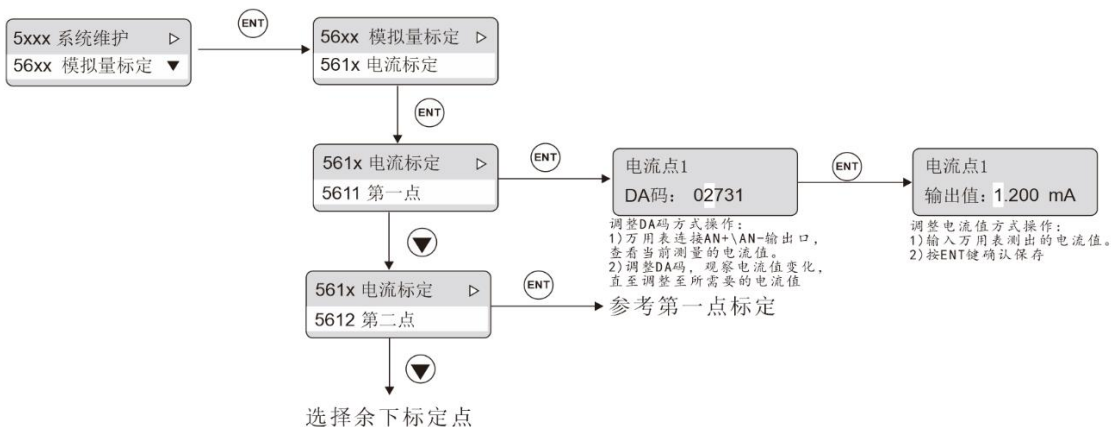 5xxx 系统维护
56xx 模拟量标定
ENT
56xx 模拟量标定
561x 电流标定
ENT
561x 电流标定
5611 第一点
ENT
电流点1
DA码： 02731
调整DA码方式操作：
1)万用表连接AN+\AN-输出口，
查看当前测量的电流值。
2)调整DA码，观察电流值变化，
直至调整至所需要的电流值
ENT
电流点1
输出值：1.200 mA
调整电流值方式操作：
1)输入万用表测出的电流值。
2)按ENT键确认保存
561x 电流标定
5612 第二点
ENT
参考第一点标定
选择余下标定点